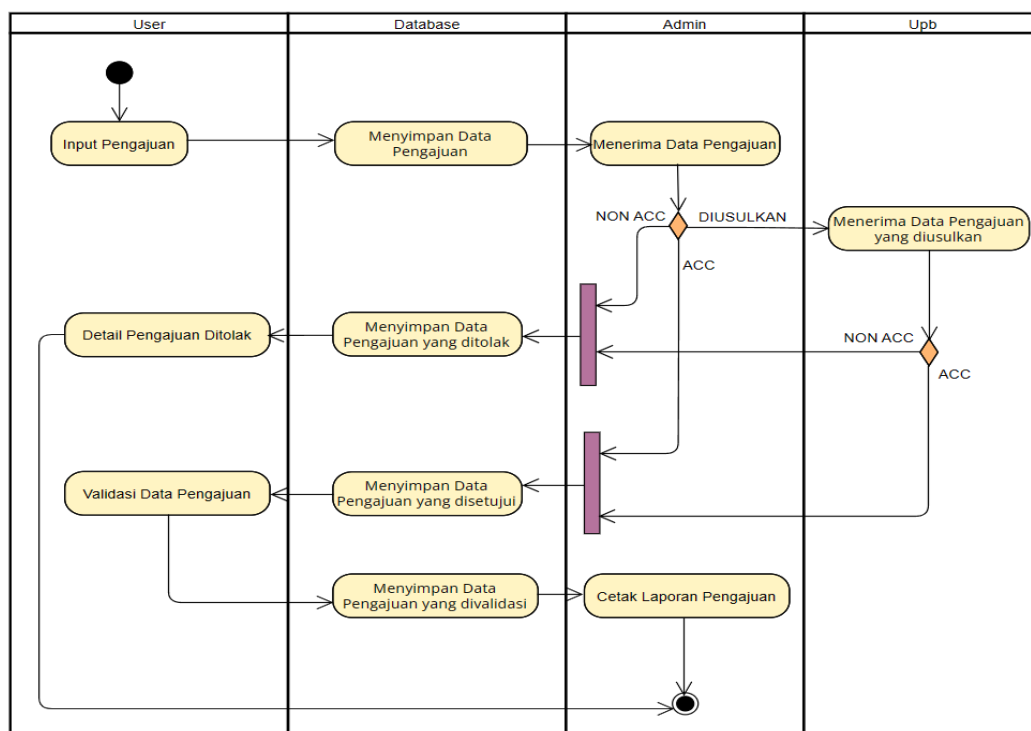 User
Database
Admin
Upb
Input Pengajuan
Menyimpan Data
Pengajuan
Menerima Data Pengajuan
NON ACC
DIUSULKAN
Menerima Data Pengajuan
yang diusulkan
ACC
Detail Pengajuan Ditolak
Menyimpan Data
Pengajuan yang ditolak
NON ACC
ACC
Validasi Data Pengajuan
Menyimpan Data
Pengajuan yang disetujui
Menyimpan Data
Pengajuan yang divalidasi
Cetak Laporan Pengajuan